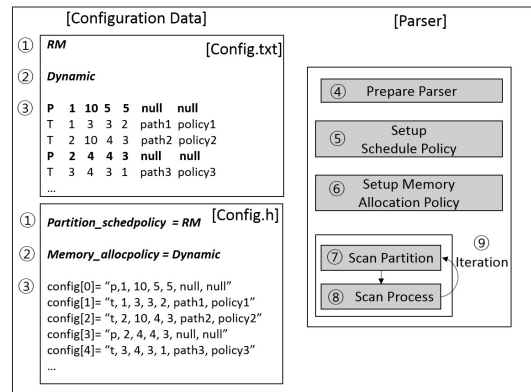 [Configuration Data]
① RM [Config.txt]
② Dynamic
③ P 1 10 5 5 null null
T 1 3 3 2 path1 policy1
T 2 10 4 3 path2 policy2
P 2 4 4 3 null null
T 3 4 3 1 path3 policy3
...
① Partition_schedpolicy = RM [Config.h]
② Memory_allocpolicy = Dynamic
③ config[0]= “p,1, 10, 5, 5, null, null”
config[1]= “t, 1, 3, 3, 2, path1, policy1”
config[2]= “t, 2, 10, 4, 3, path2, policy2”
config[3]= “p, 2, 4, 4, 3, null, null”
config[4]= “t, 3, 4, 3, 1, path3, policy3”
...
[Parser]
④ Prepare Parser
⑤ Setup
Schedule Policy
⑥ Setup Memory
Allocation Policy
⑦ Scan Partition
⑧ Scan Process
⑨
Iteration